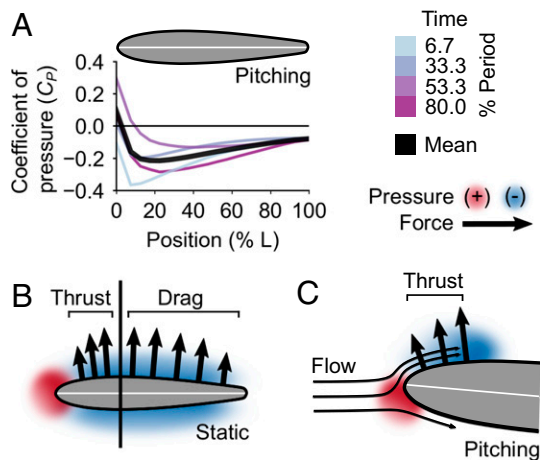 A
Pitching
Coefficient of
pressure (CP)
0.4
0.2
0.0
−0.2
−0.4
0 20 40 60 80 100
Position (% L)
Time
6.7
33.3
53.3
80.0
% Period
Mean
Pressure (+) (-)
Force
B
Thrust Drag
Static
C
Thrust
Flow
Pitching